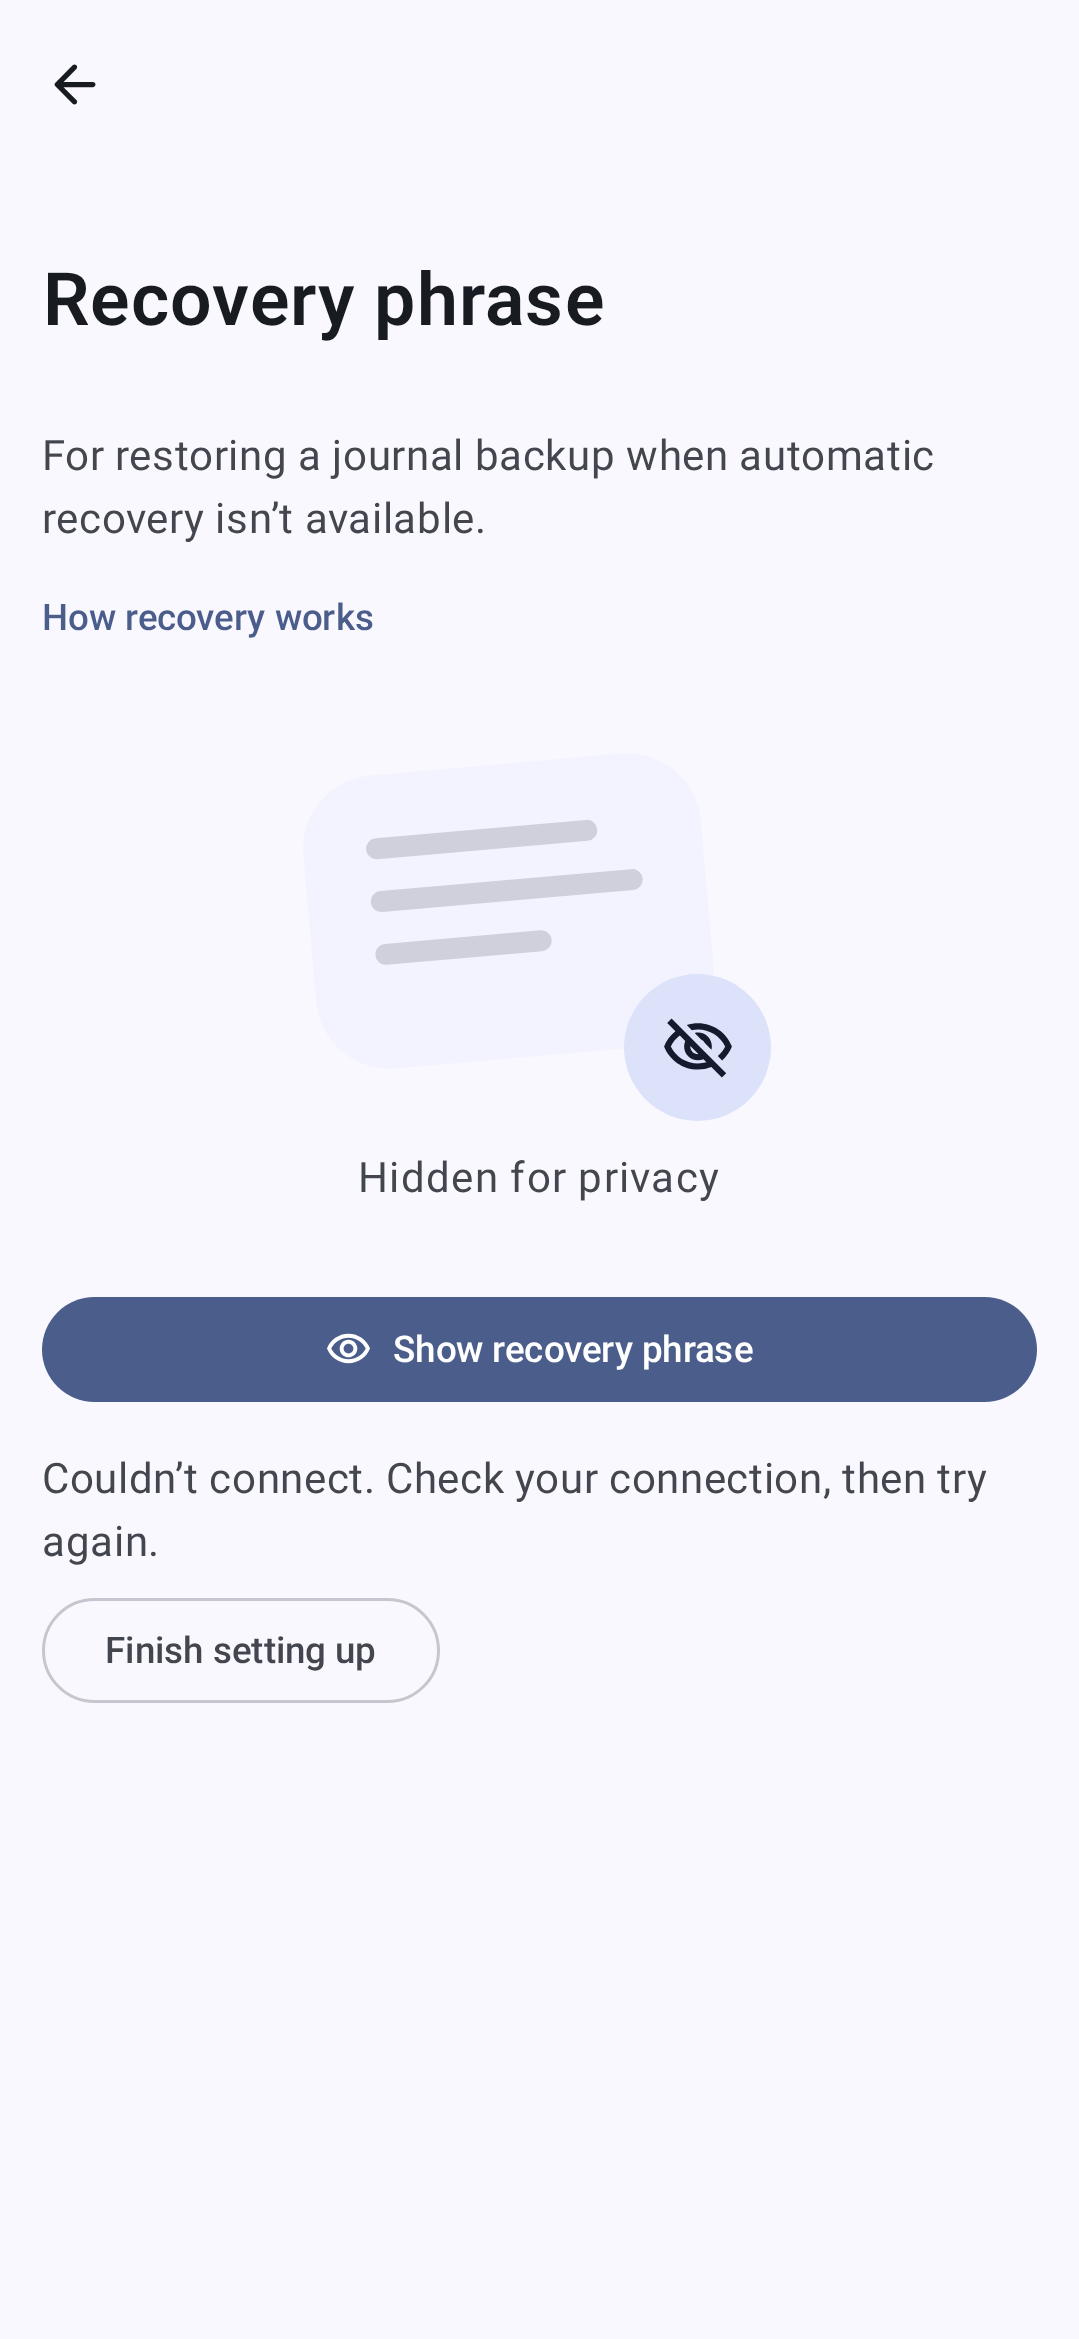 Recovery phrase
For restoring a journal backup when automatic
recovery isn’t available.
How recovery works
Hidden for privacy
Show recovery phrase
Couldn’t connect. Check your connection, then try
again.
Finish setting up